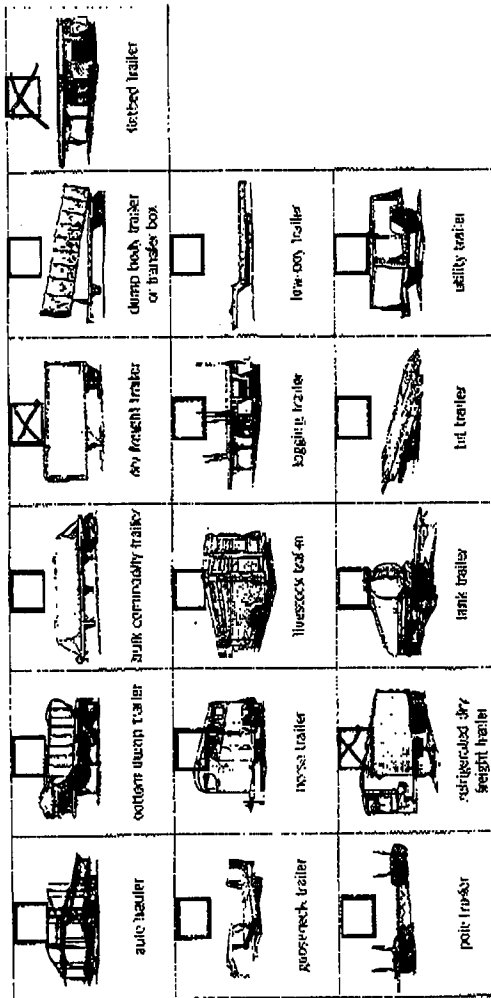 auto hauler
bottom dump trailer
bulk commodity trailer
dry freight trailer
dump body trailer
or transfer box
flatbed trailer
gooseneck trailer
horse trailer
livestock trailer
logging trailer
low-boy trailer
pole trailer
refrigerated dry
freight trailer
tank trailer
tilt trailer
utility trailer